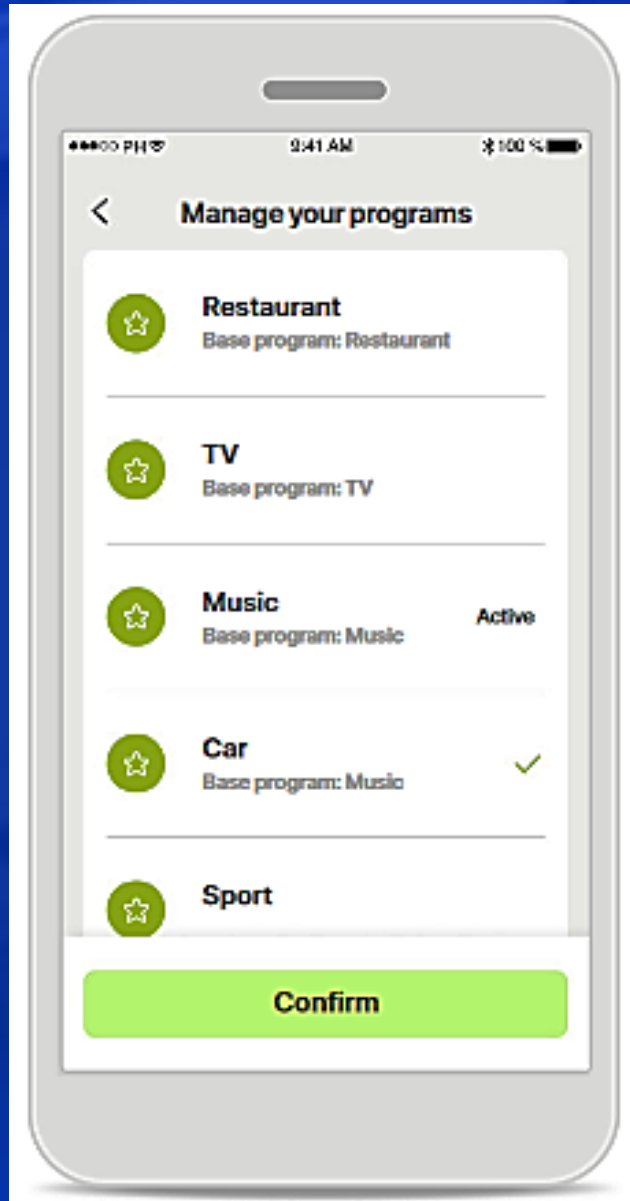 PH
9:41 AM
100 %
Manage your programs
Restaurant
Base program: Restaurant
TV
Base program: TV
Music
Base program: Music
Active
Car
Base program: Music
Sport
Confirm